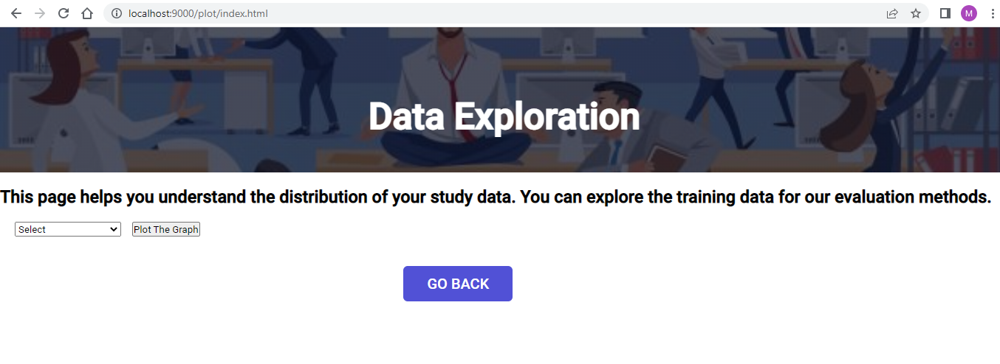 localhost:9000/plot/index.html
M
Data Exploration
This page helps you understand the distribution of your study data. You can explore the training data for our evaluation methods.
Select Plot The Graph
GO BACK